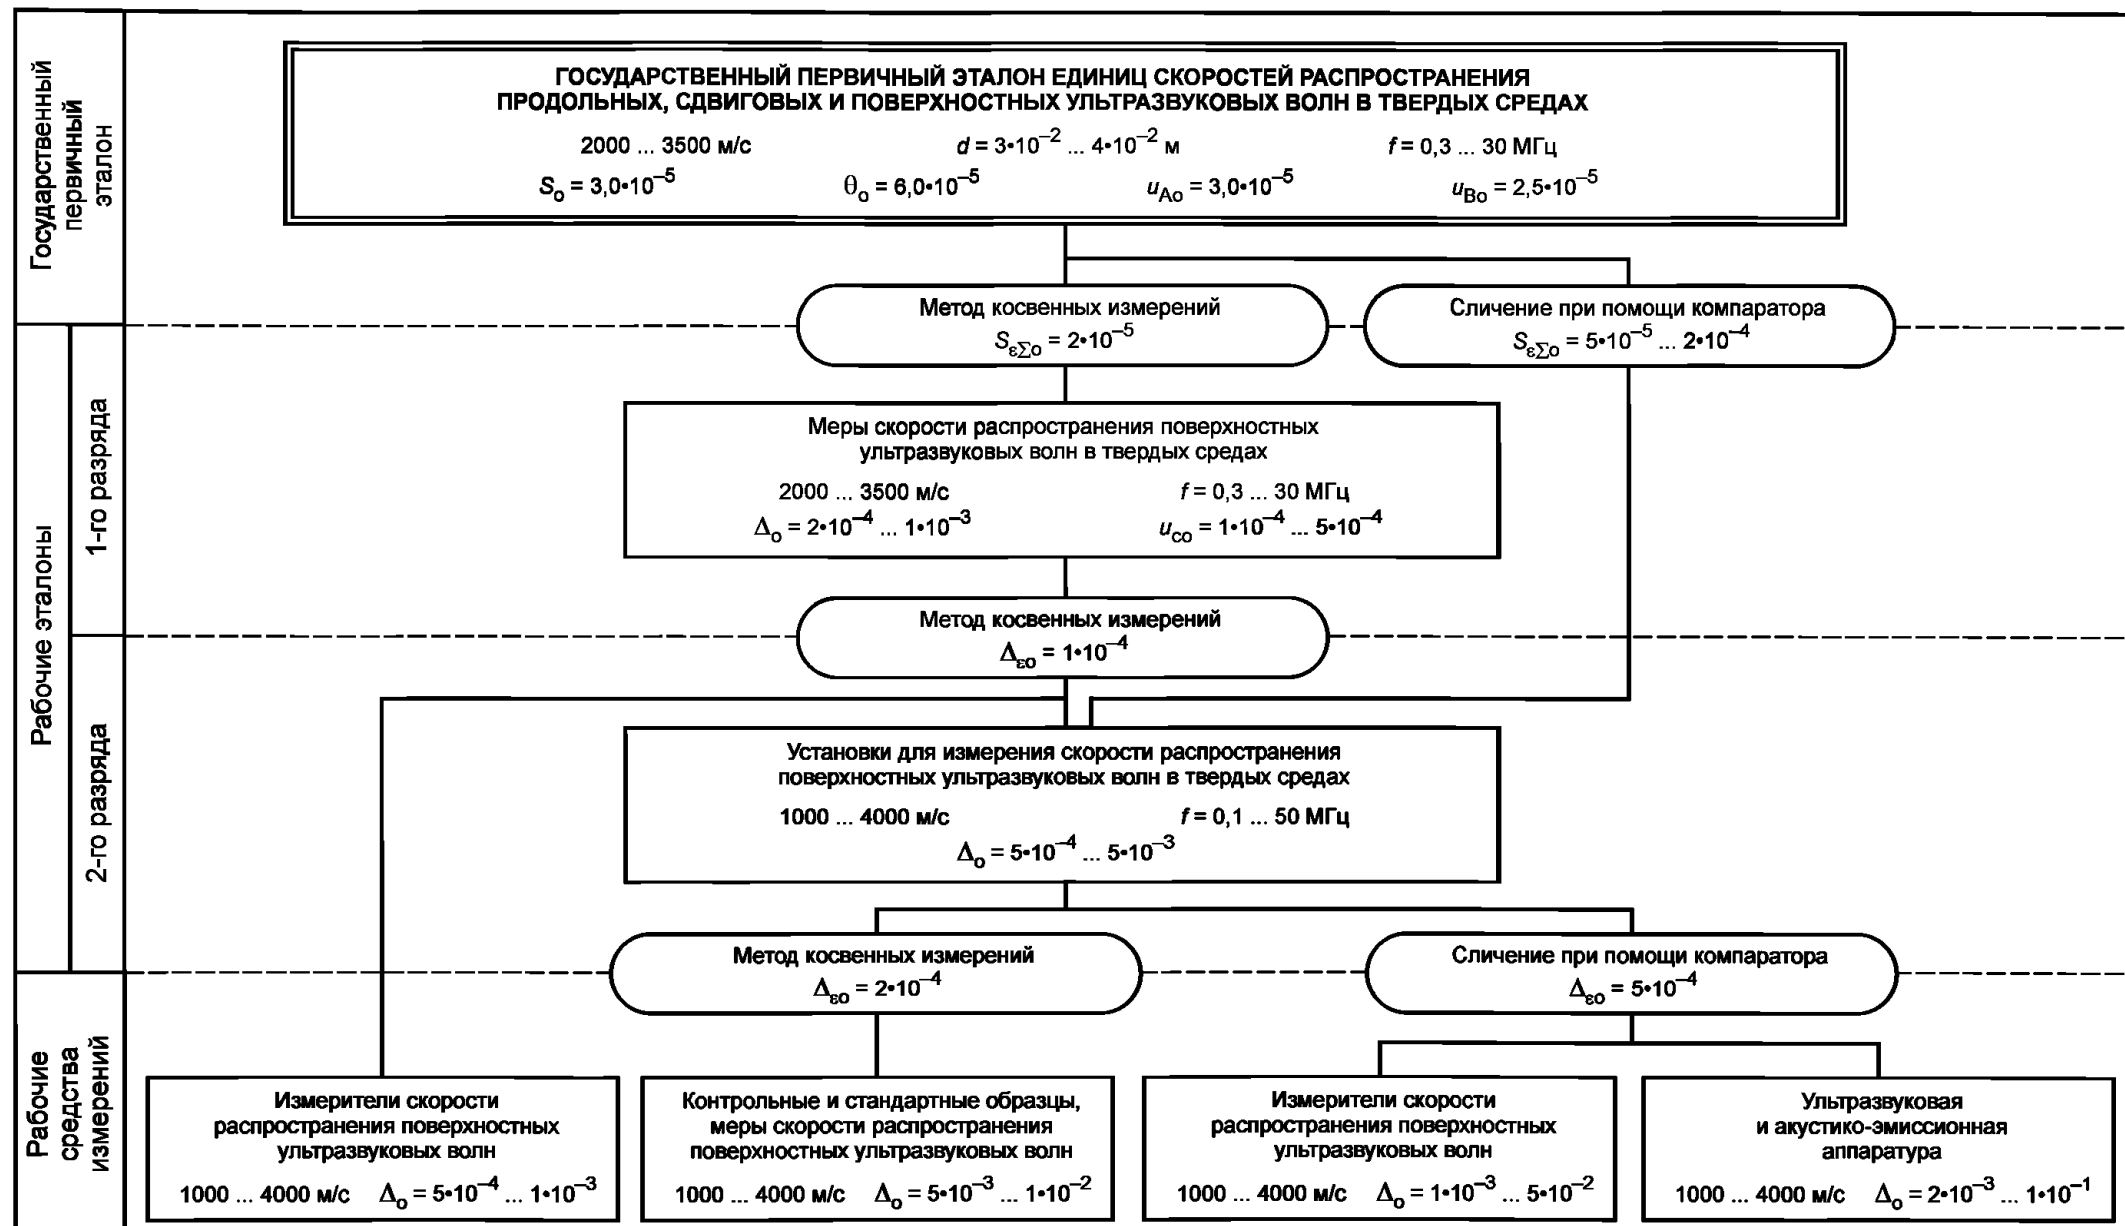 Государственный
первичный
эталон
ГОСУДАРСТВЕННЫЙ ПЕРВИЧНЫЙ ЭТАЛОН ЕДИНИЦ СКОРОСТЕЙ РАСПРОСТРАНЕНИЯ
ПРОДОЛЬНЫХ, СДВИГОВЫХ И ПОВЕРХНОСТНЫХ УЛЬТРАЗВУКОВЫХ ВОЛН В ТВЕРДЫХ СРЕДАХ
2000 ... 3500 м/с d = 3•10⁻² ... 4•10⁻² м f = 0,3 ... 30 МГц
Sₒ = 3,0•10⁻⁵ θₒ = 6,0•10⁻⁵ u_Ao = 3,0•10⁻⁵ u_Bo = 2,5•10⁻⁵
Метод косвенных измерений
S_εΣo = 2•10⁻⁵
Сличение при помощи компаратора
S_εΣo = 5•10⁻⁵ ... 2•10⁻⁴
Рабочие эталоны
1-го разряда
Меры скорости распространения поверхностных
ультразвуковых волн в твердых средах
2000 ... 3500 м/с f = 0,3 ... 30 МГц
Δₒ = 2•10⁻⁴ ... 1•10⁻³ u_co = 1•10⁻⁴ ... 5•10⁻⁴
Метод косвенных измерений
Δ_εo = 1•10⁻⁴
2-го разряда
Установки для измерения скорости распространения
поверхностных ультразвуковых волн в твердых средах
1000 ... 4000 м/с f = 0,1 ... 50 МГц
Δₒ = 5•10⁻⁴ ... 5•10⁻³
Метод косвенных измерений
Δ_εo = 2•10⁻⁴
Сличение при помощи компаратора
Δ_εo = 5•10⁻⁴
Рабочие
средства
измерений
Измерители скорости
распространения поверхностных
ультразвуковых волн
1000 ... 4000 м/с Δₒ = 5•10⁻⁴ ... 1•10⁻³
Контрольные и стандартные образцы,
меры скорости распространения
поверхностных ультразвуковых волн
1000 ... 4000 м/с Δₒ = 5•10⁻³ ... 1•10⁻²
Измерители скорости
распространения поверхностных
ультразвуковых волн
1000 ... 4000 м/с Δₒ = 1•10⁻³ ... 5•10⁻²
Ультразвуковая
и акустико-эмиссионная
аппаратура
1000 ... 4000 м/с Δₒ = 2•10⁻³ ... 1•10⁻¹